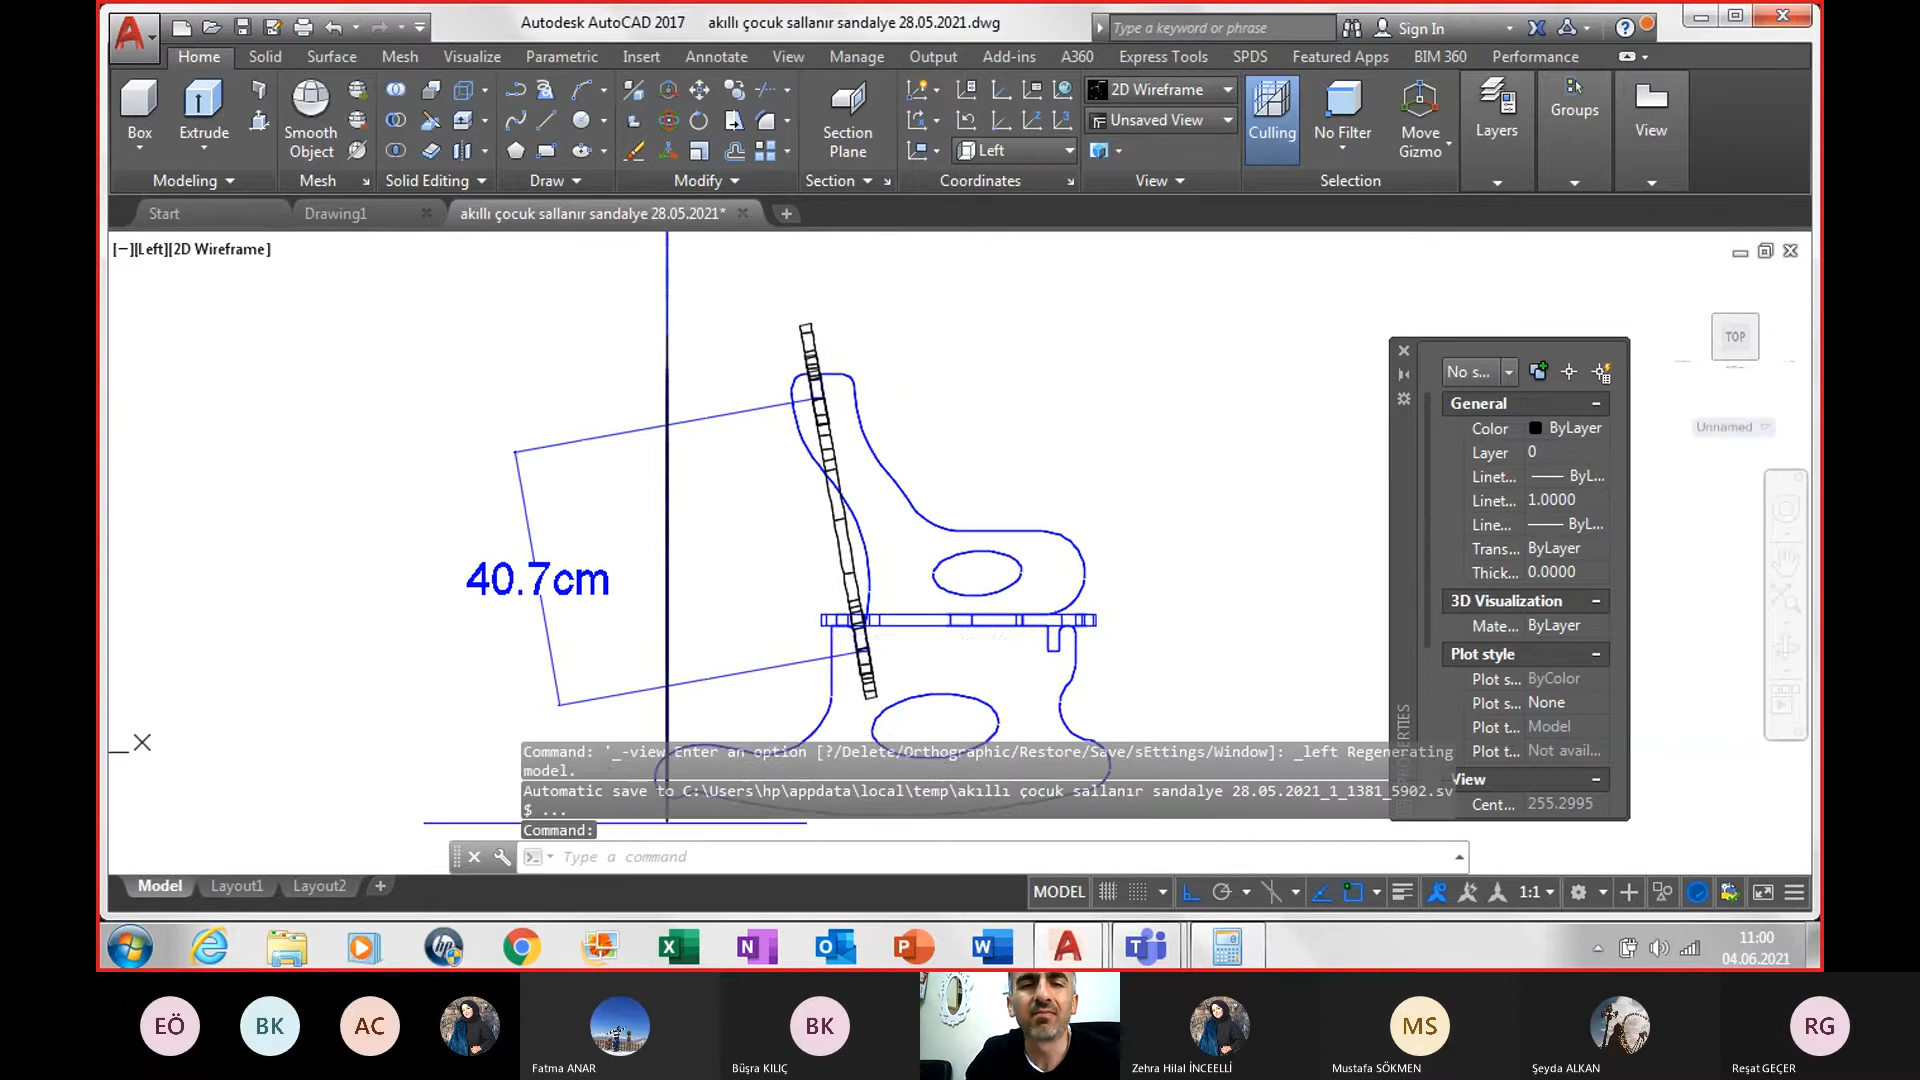 Autodesk AutoCAD 2017 akıllı çocuk sallanır sandalye 28.05.2021.dwg
Type a keyword or phrase
Sign In
Home Solid Surface Mesh Visualize Parametric Annotate Insert View Manage Output Add-ins A360 Express Tools SPDS Featured Apps BIM 360 Performance
2D Wireframe
Unsaved View
Left
Box
Extrude
Smooth
Object
Section
Plane
Culling
No Filter
Move
Gizmo
Layers
Groups
View
Modeling Mesh Solid Editing Draw Modify Section Coordinates View Selection
Start Drawing1 akıllı çocuk sallanır sandalye 28.05.2021*
[−][Left][2D Wireframe]
TOP
Unnamed
40.7cm
No s...
General
Color ByLayer
Layer 0
Linet... ByL...
Linet... 1.0000
Line... ByL...
Trans... ByLayer
Thick... 0.0000
3D Visualization
Mate... ByLayer
Plot style
Plot s... ByColor
Plot s... None
Plot t... Model
Plot t... Not avail...
View
Cent... 255.2995
PROPERTIES
Command: '_-view Enter an option [?/Delete/Orthographic/Restore/Save/sEttings/Window]: _left Regenerating
model.
Automatic save to C:\Users\hp\appdata\local\temp\akıllı çocuk sallanır sandalye 28.05.2021_1_1381_5902.sv
$ ...
Command:
Type a command
Model Layout1 Layout2
MODEL 1:1
11:00
04.06.2021
EÖ
BK
AC
Fatma ANAR
BK
Büşra KILIÇ
Zehra Hilal İNCEELLİ
MS
Mustafa SÖKMEN
Şeyda ALKAN
RG
Reşat GEÇER